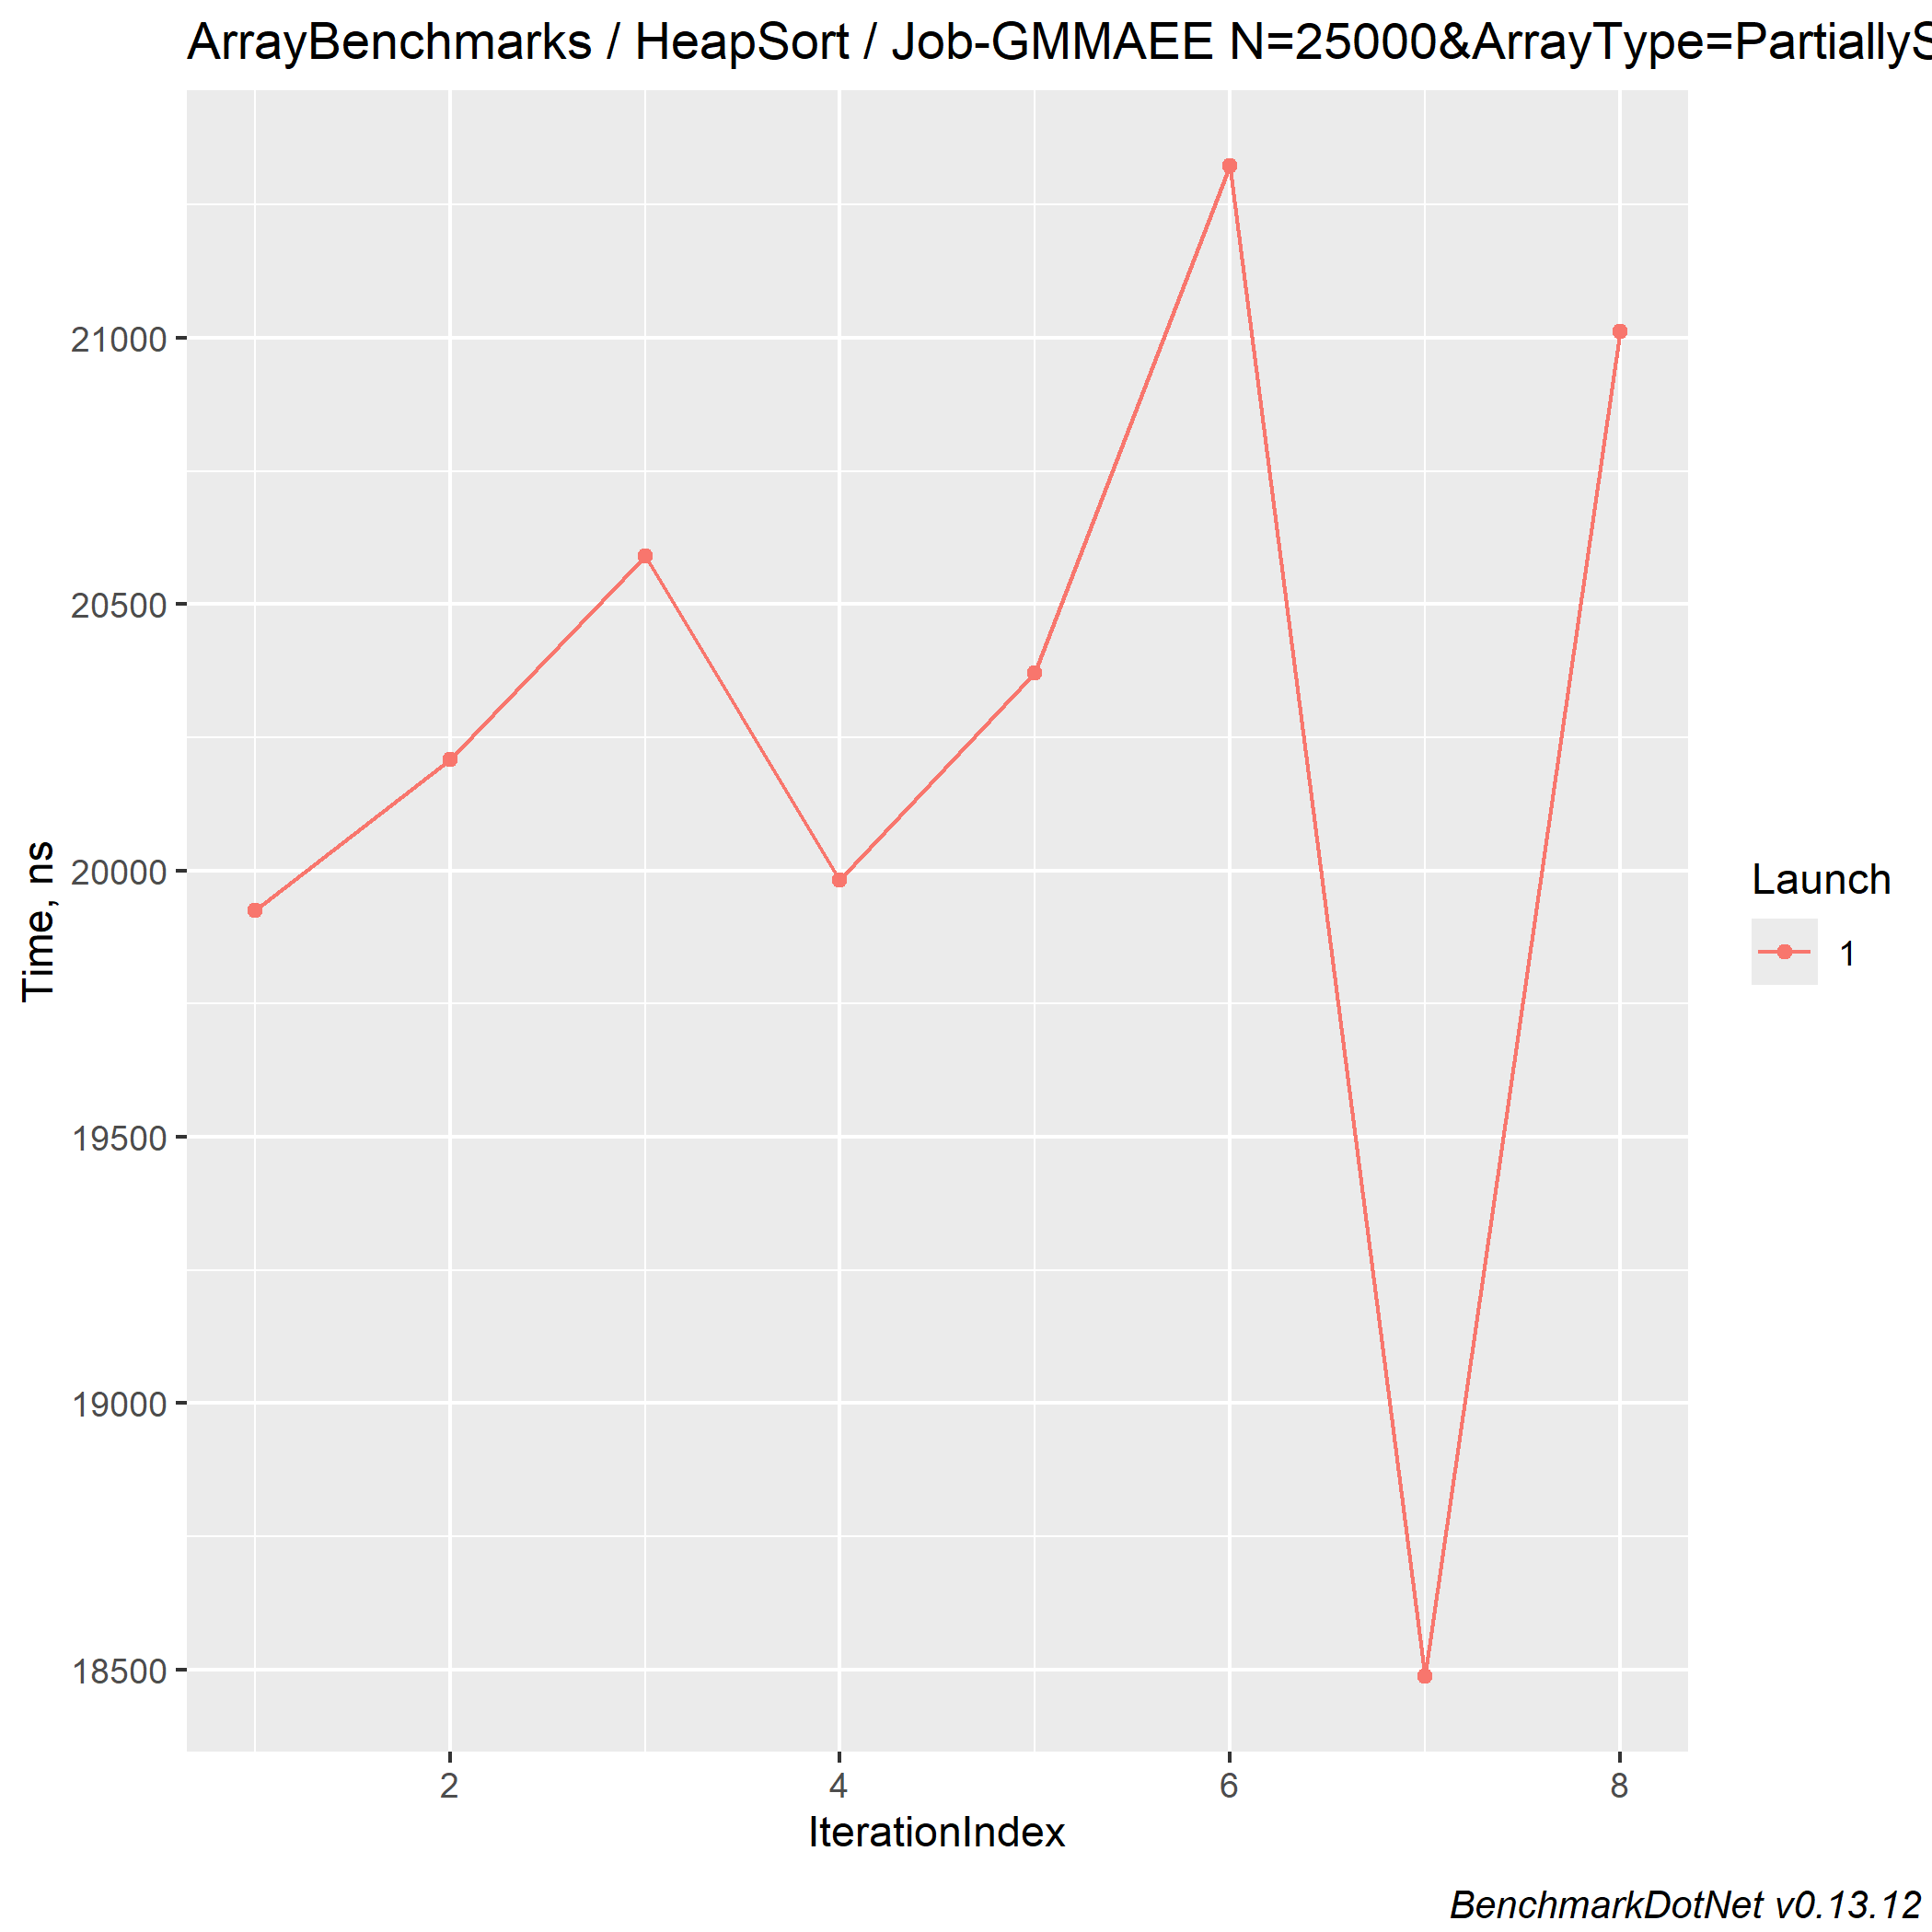 ArrayBenchmarks / HeapSort / Job-GMMAEE N=25000&ArrayType=PartiallyS
21000
20500
20000
19500
19000
18500
Time, ns
2 4 6 8
IterationIndex
Launch
1
BenchmarkDotNet v0.13.12